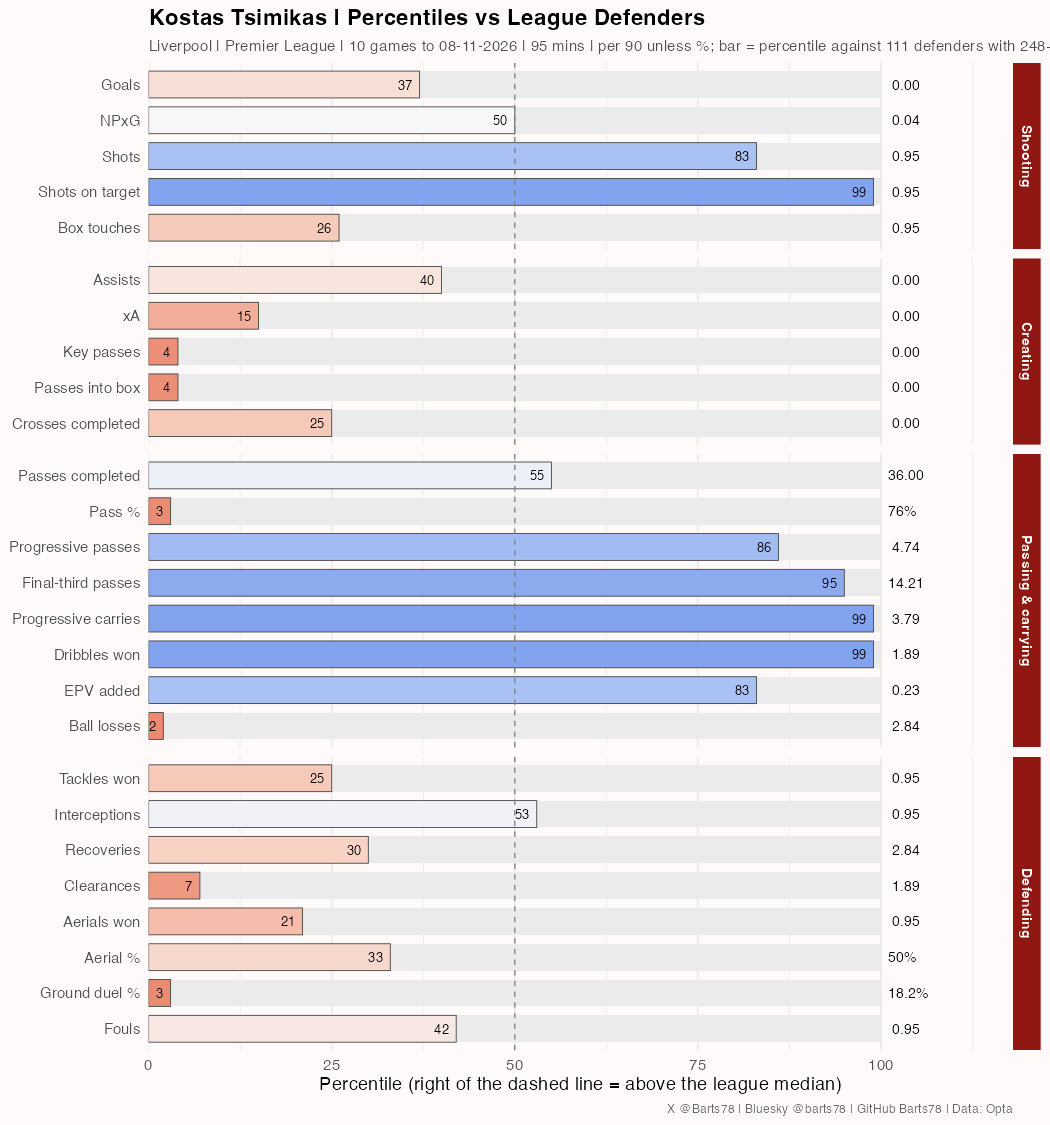 Kostas Tsimikas | Percentiles vs League Defenders
Liverpool | Premier League | 10 games to 08-11-2026 | 95 mins | per 90 unless %; bar = percentile against 111 defenders with 248-
Shooting
Goals 37 0.00
NPxG 50 0.04
Shots 83 0.95
Shots on target 99 0.95
Box touches 26 0.95
Creating
Assists 40 0.00
xA 15 0.00
Key passes 4 0.00
Passes into box 4 0.00
Crosses completed 25 0.00
Passing & carrying
Passes completed 55 36.00
Pass % 3 76%
Progressive passes 86 4.74
Final-third passes 95 14.21
Progressive carries 99 3.79
Dribbles won 99 1.89
EPV added 83 0.23
Ball losses 2 2.84
Defending
Tackles won 25 0.95
Interceptions 53 0.95
Recoveries 30 2.84
Clearances 7 1.89
Aerials won 21 0.95
Aerial % 33 50%
Ground duel % 3 18.2%
Fouls 42 0.95
0 25 50 75 100
Percentile (right of the dashed line = above the league median)
X @Barts78 | Bluesky @barts78 | GitHub Barts78 | Data: Opta